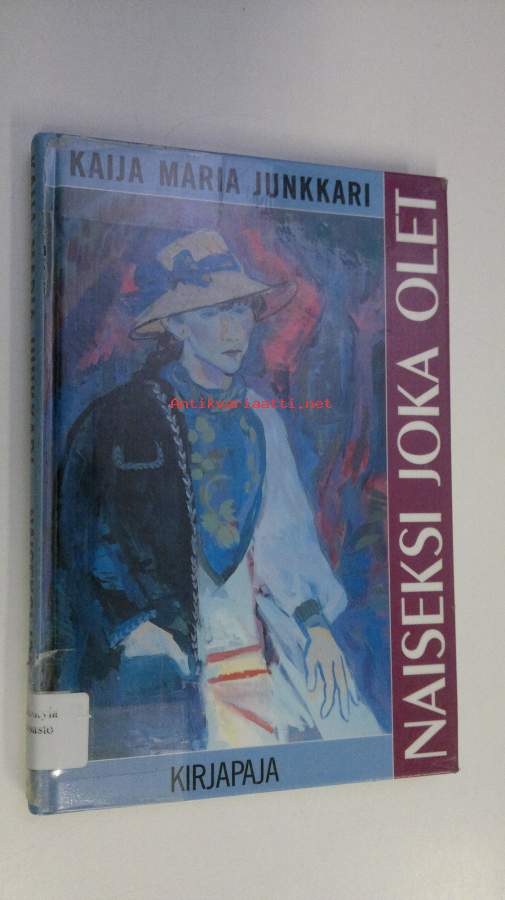 KAIJA MARIA JUNKKARI
NAISEKSI JOKA OLET
Antikvariaatti.net
KIRJAPAJA